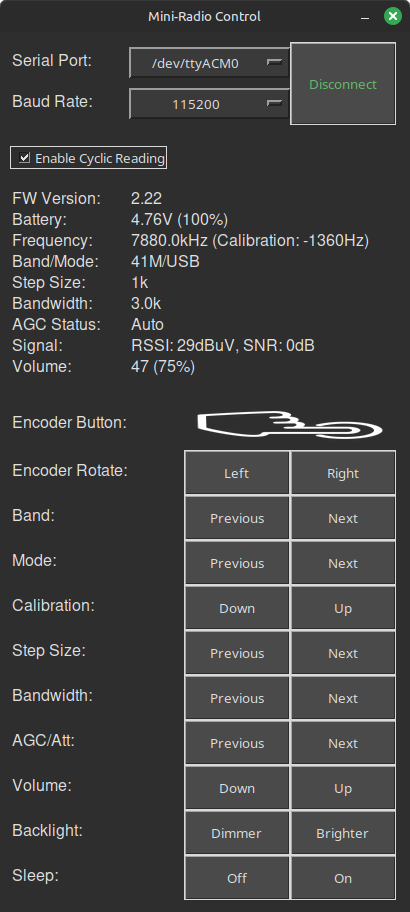 Mini-Radio Control
Serial Port: /dev/ttyACM0
Disconnect
Baud Rate: 115200
Enable Cyclic Reading
FW Version: 2.22
Battery: 4.76V (100%)
Frequency: 7880.0kHz (Calibration: -1360Hz)
Band/Mode: 41M/USB
Step Size: 1k
Bandwidth: 3.0k
AGC Status: Auto
Signal: RSSI: 29dBuV, SNR: 0dB
Volume: 47 (75%)
Encoder Button:
Encoder Rotate: Left Right
Band: Previous Next
Mode: Previous Next
Calibration: Down Up
Step Size: Previous Next
Bandwidth: Previous Next
AGC/Att: Previous Next
Volume: Down Up
Backlight: Dimmer Brighter
Sleep: Off On